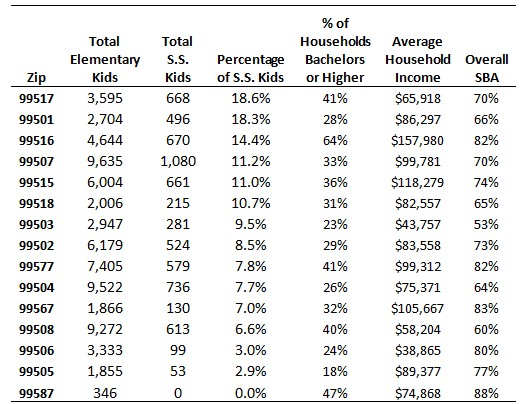 % of
Total Total Households Average
Elementary S.S. Percentage Bachelors Household Overall
Zip Kids Kids of S.S. Kids or Higher Income SBA
99517 3,595 668 18.6% 41% $65,918 70%
99501 2,704 496 18.3% 28% $86,297 66%
99516 4,644 670 14.4% 64% $157,980 82%
99507 9,635 1,080 11.2% 33% $99,781 70%
99515 6,004 661 11.0% 36% $118,279 74%
99518 2,006 215 10.7% 31% $82,557 65%
99503 2,947 281 9.5% 23% $43,757 53%
99502 6,179 524 8.5% 29% $83,558 73%
99577 7,405 579 7.8% 41% $99,312 82%
99504 9,522 736 7.7% 26% $75,371 64%
99567 1,866 130 7.0% 32% $105,667 83%
99508 9,272 613 6.6% 40% $58,204 60%
99506 3,333 99 3.0% 24% $38,865 80%
99505 1,855 53 2.9% 18% $89,377 77%
99587 346 0 0.0% 47% $74,868 88%